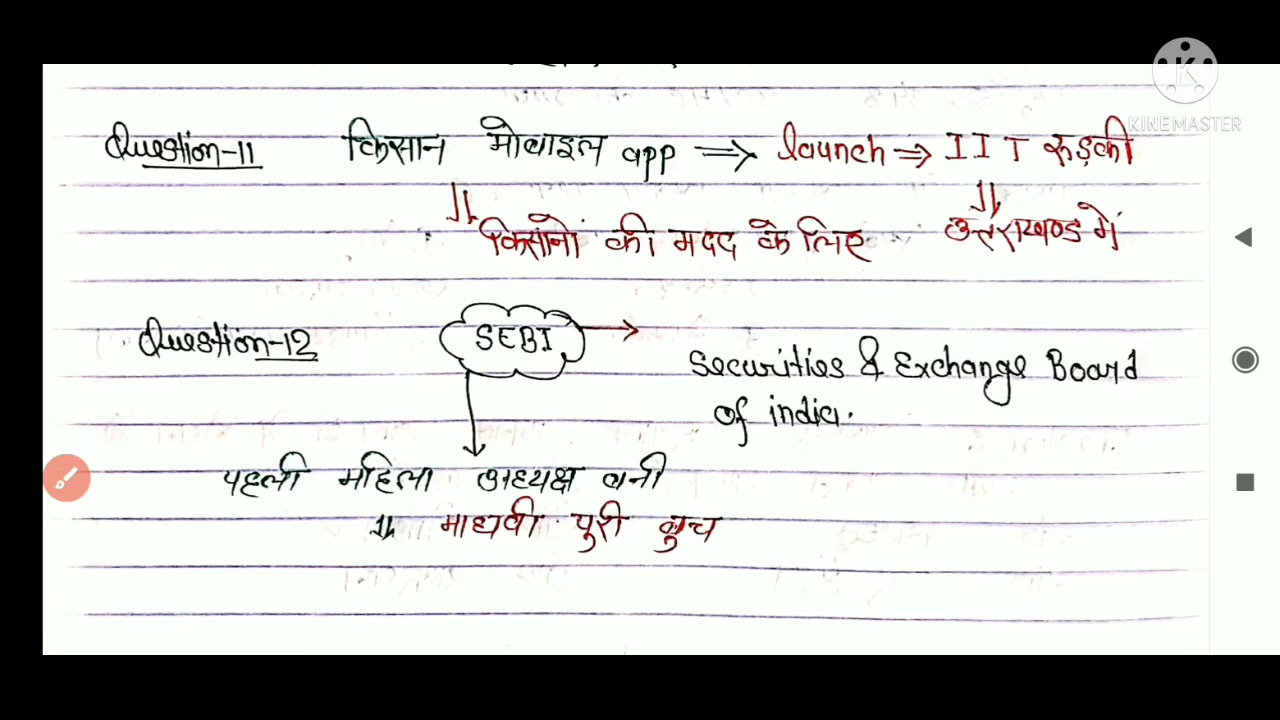 KINEMASTER
Question-11 किसान मोबाइल app ⇒ launch ⇒ IIT रुड़की
किसानों की मदद के लिए उत्तराखण्ड में
Question-12 SEBI →
Securities & Exchange Board
of india.
पहली महिला अध्यक्ष बनी
माधवी पुरी बुच